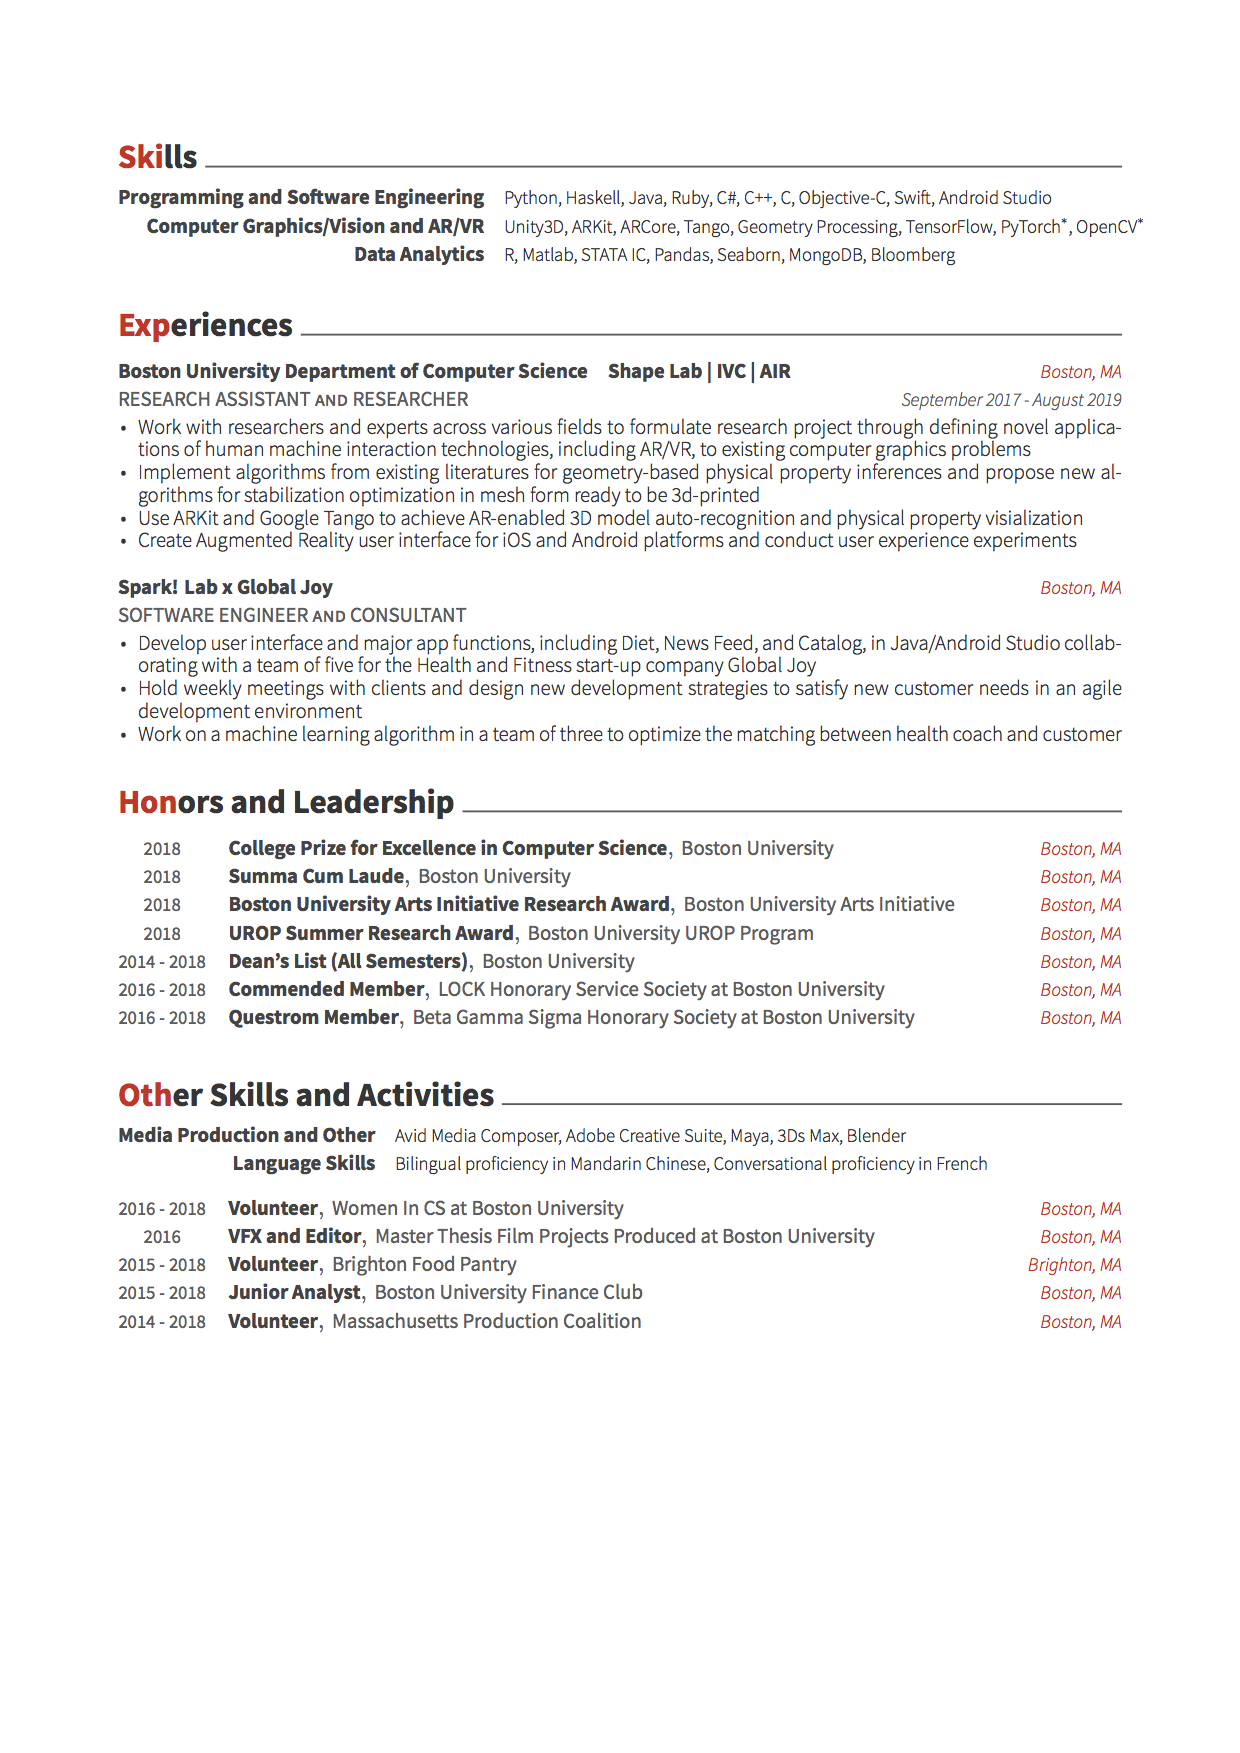 Skills
Programming and Software Engineering Python, Haskell, Java, Ruby, C#, C++, C, Objective-C, Swift, Android Studio
Computer Graphics/Vision and AR/VR Unity3D, ARKit, ARCore, Tango, Geometry Processing, TensorFlow, PyTorch*, OpenCV*
Data Analytics R, Matlab, STATA IC, Pandas, Seaborn, MongoDB, Bloomberg
Experiences
Boston University Department of Computer Science Shape Lab | IVC | AIR Boston, MA
RESEARCH ASSISTANT AND RESEARCHER September 2017 - August 2019
• Work with researchers and experts across various fields to formulate research project through defining novel applica-
tions of human machine interaction technologies, including AR/VR, to existing computer graphics problems
• Implement algorithms from existing literatures for geometry-based physical property inferences and propose new al-
gorithms for stabilization optimization in mesh form ready to be 3d-printed
• Use ARKit and Google Tango to achieve AR-enabled 3D model auto-recognition and physical property visialization
• Create Augmented Reality user interface for iOS and Android platforms and conduct user experience experiments
Spark! Lab x Global Joy Boston, MA
SOFTWARE ENGINEER AND CONSULTANT
• Develop user interface and major app functions, including Diet, News Feed, and Catalog, in Java/Android Studio collab-
orating with a team of five for the Health and Fitness start-up company Global Joy
• Hold weekly meetings with clients and design new development strategies to satisfy new customer needs in an agile
development environment
• Work on a machine learning algorithm in a team of three to optimize the matching between health coach and customer
Honors and Leadership
2018 College Prize for Excellence in Computer Science, Boston University Boston, MA
2018 Summa Cum Laude, Boston University Boston, MA
2018 Boston University Arts Initiative Research Award, Boston University Arts Initiative Boston, MA
2018 UROP Summer Research Award, Boston University UROP Program Boston, MA
2014 - 2018 Dean’s List (All Semesters), Boston University Boston, MA
2016 - 2018 Commended Member, LOCK Honorary Service Society at Boston University Boston, MA
2016 - 2018 Questrom Member, Beta Gamma Sigma Honorary Society at Boston University Boston, MA
Other Skills and Activities
Media Production and Other Avid Media Composer, Adobe Creative Suite, Maya, 3Ds Max, Blender
Language Skills Bilingual proficiency in Mandarin Chinese, Conversational proficiency in French
2016 - 2018 Volunteer, Women In CS at Boston University Boston, MA
2016 VFX and Editor, Master Thesis Film Projects Produced at Boston University Boston, MA
2015 - 2018 Volunteer, Brighton Food Pantry Brighton, MA
2015 - 2018 Junior Analyst, Boston University Finance Club Boston, MA
2014 - 2018 Volunteer, Massachusetts Production Coalition Boston, MA